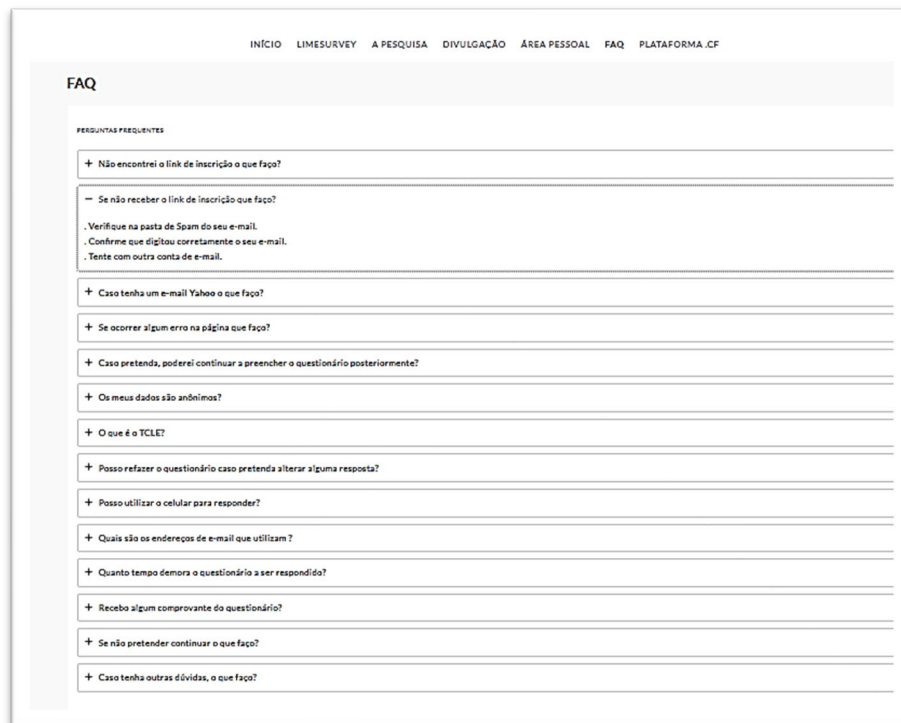 INÍCIO LIMESURVEY A PESQUISA DIVULGAÇÃO ÁREA PESSOAL FAQ PLATAFORMA .CF
FAQ
PERGUNTAS FREQUENTES
+ Não encontrei o link de inscrição o que faço?
− Se não receber o link de inscrição que faço?
. Verifique na pasta de Spam do seu e-mail.
. Confirme que digitou corretamente o seu e-mail.
. Tente com outra conta de e-mail.
+ Caso tenha um e-mail Yahoo o que faço?
+ Se ocorrer algum erro na página que faço?
+ Caso pretenda, poderei continuar a preencher o questionário posteriormente?
+ Os meus dados são anônimos?
+ O que é o TCLE?
+ Posso refazer o questionário caso pretenda alterar alguma resposta?
+ Posso utilizar o celular para responder?
+ Quais são os endereços de e-mail que utilizam ?
+ Quanto tempo demora o questionário a ser respondido?
+ Recebo algum comprovante do questionário?
+ Se não pretender continuar o que faço?
+ Caso tenha outras dúvidas, o que faço?